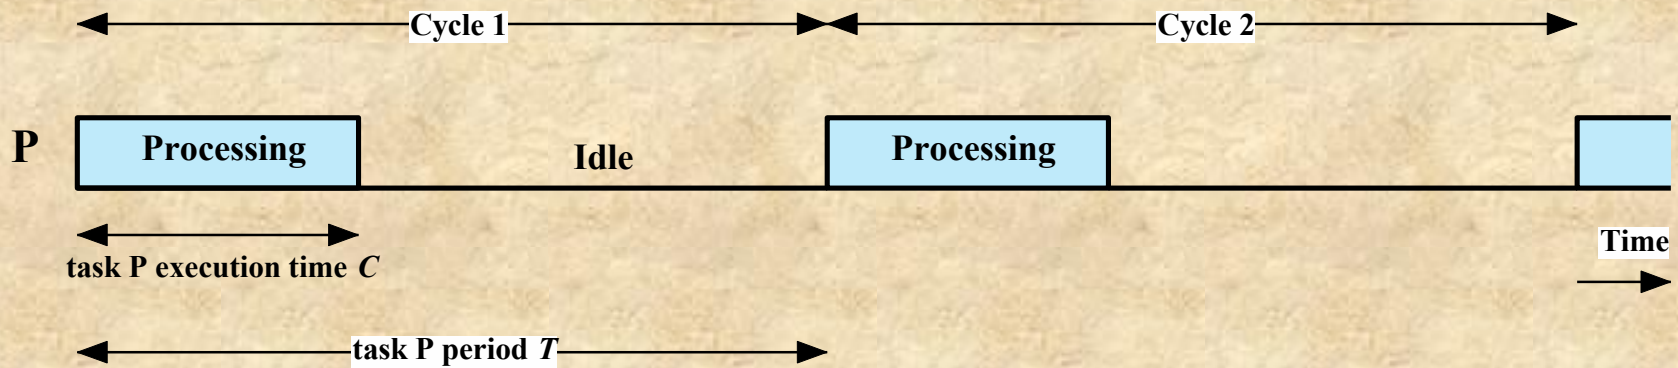 Cycle 1
Cycle 2
P
Processing
Idle
Processing
Time
task P execution time C
task P period T